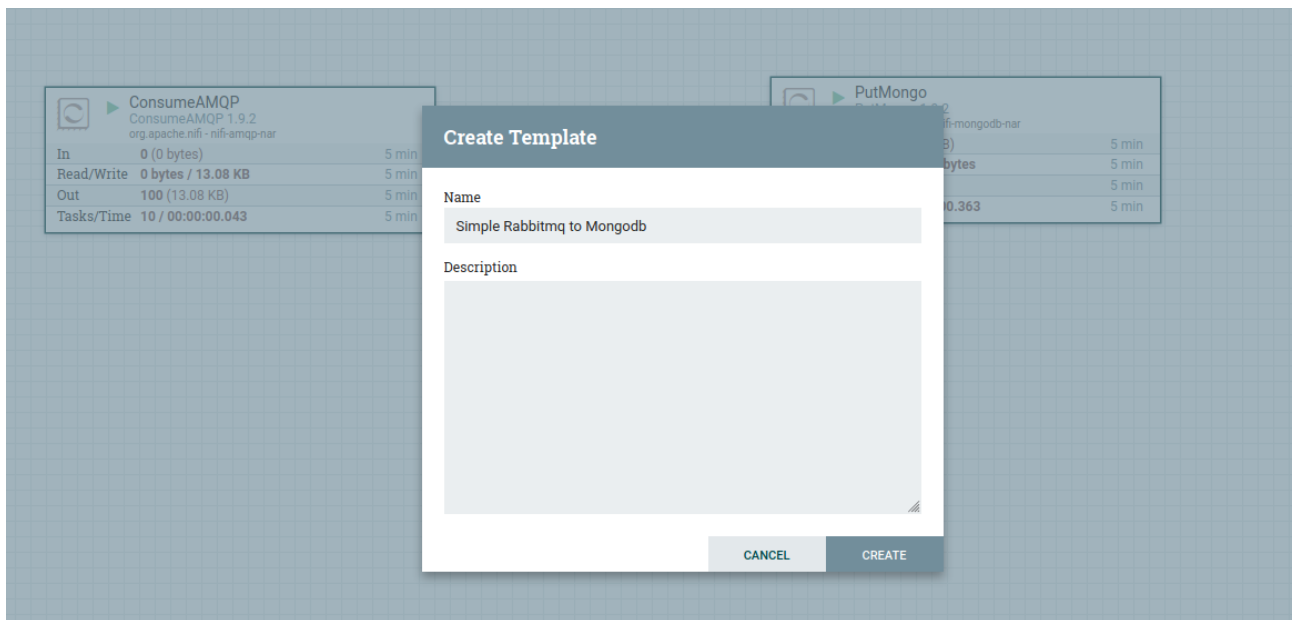 ConsumeAMQP
ConsumeAMQP 1.9.2
org.apache.nifi - nifi-amqp-nar
In 0 (0 bytes) 5 min
Read/Write 0 bytes / 13.08 KB 5 min
Out 100 (13.08 KB) 5 min
Tasks/Time 10 / 00:00:00.043 5 min
PutMongo
nifi-mongodb-nar
5 min
bytes 5 min
5 min
00.363 5 min
Create Template
Name
Simple Rabbitmq to Mongodb
Description
CANCEL CREATE